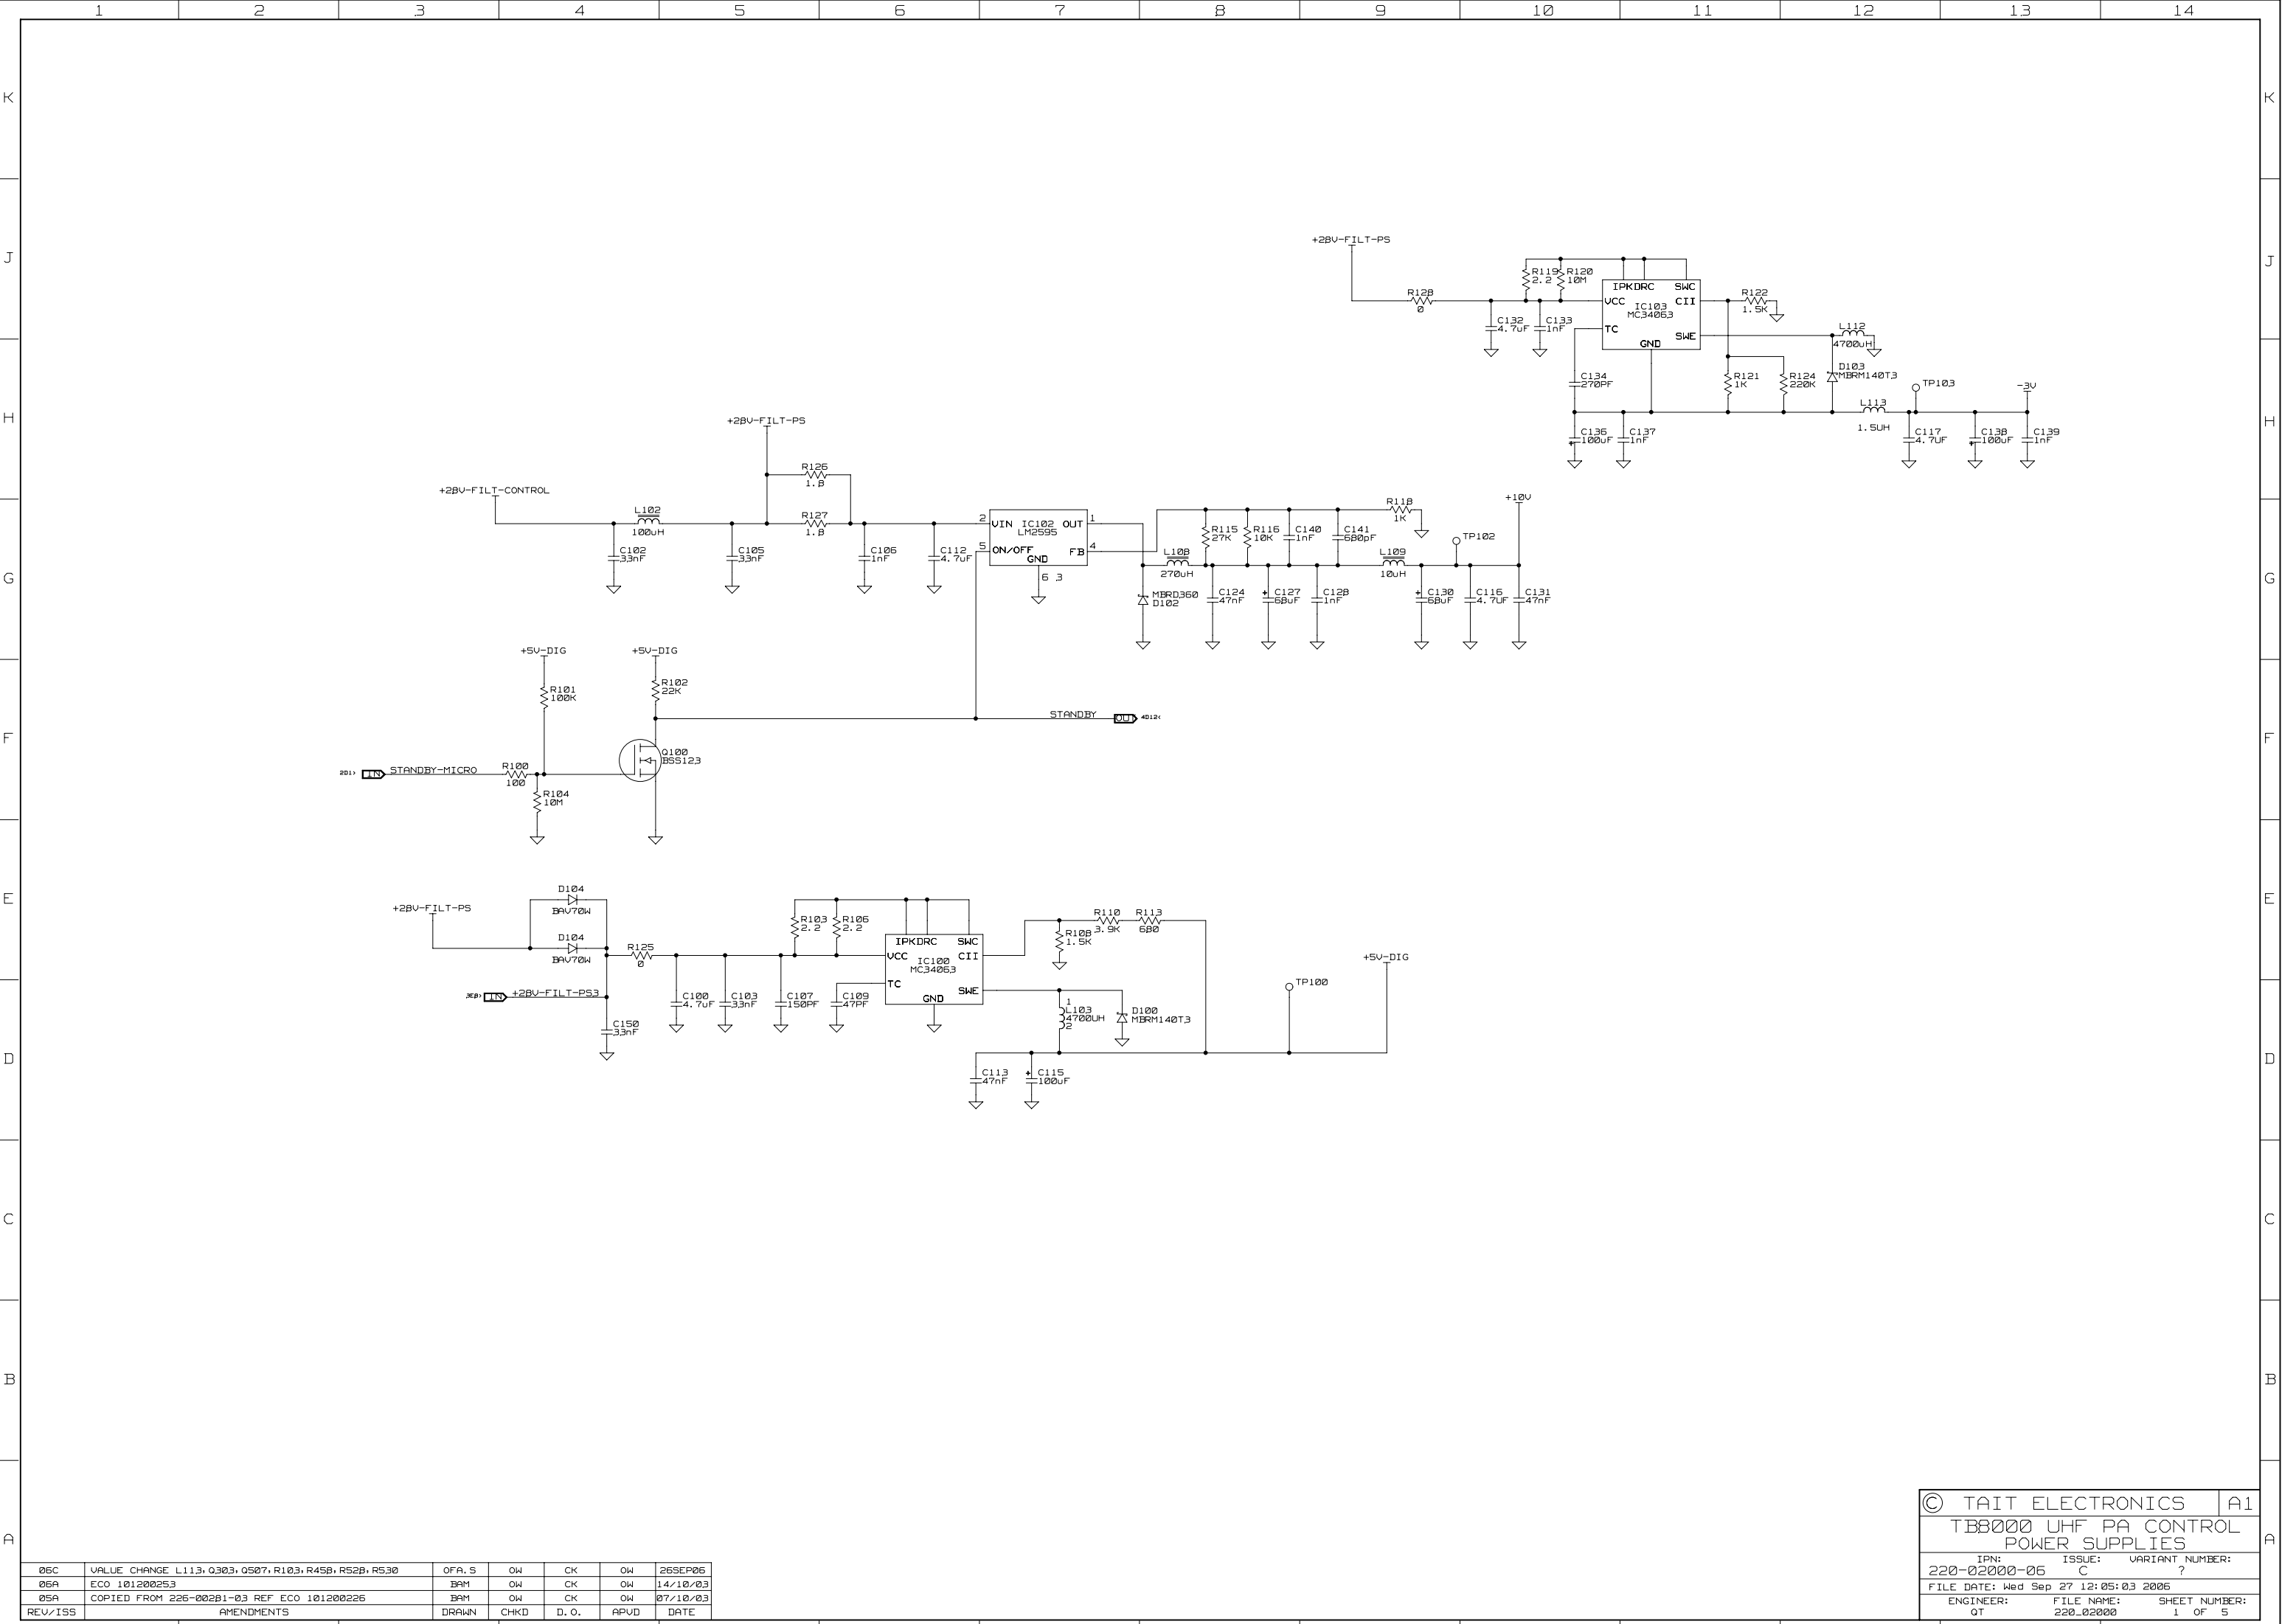 1 2 3 4 5 6 7 8 9 10 11 12 13 14
K K
J J
H H
G G
F F
E E
D D
C C
B B
A A
+28V-FILT-PS
R128
0
C132
4.7uF
C133
1nF
R119
2.2
R120
10M
IPK DRC SWC
VCC CII
IC103
MC34063
TC
SWE
GND
R122
1.5K
L112
4700uH
C134
270PF
R121
1K
R124
220K
D103
MBRM140T3
TP103
-3V
L113
1.5UH
C136
100uF
C137
1nF
C117
4.7UF
C138
100uF
C139
1nF
+28V-FILT-PS
R126
1.8
+28V-FILT-CONTROL
L102
100uH
R127
1.8
C102
33nF
C105
33nF
C106
1nF
C112
4.7uF
2 VIN IC102 OUT 1
LM2595
5 ON/OFF FB 4
GND
6 3
R118
1K
+10V
R115
27K
R116
10K
C140
1nF
C141
680pF
TP102
L108
270uH
L109
10uH
MBRD360
D102
C124
47nF
C127
68uF
C128
1nF
C130
68uF
C116
4.7UF
C131
47nF
+5V-DIG
+5V-DIG
R101
100K
R102
22K
STANDBY OUT 4D12<
Q100
BSS123
2D1> IN STANDBY-MICRO
R100
100
R104
10M
+28V-FILT-PS
D104
BAV70W
D104
BAV70W
R125
0
+28V-FILT-PS3
IN
C150
33nF
C100
4.7uF
C103
33nF
C107
150PF
C109
47PF
R103
2.2
R106
2.2
IPK DRC SWC
VCC CII
IC100
MC34063
TC
SWE
GND
R108
1.5K
R110
3.9K
R113
680
1
L103
4700UH
2
D100
MBRM140T3
TP100
+5V-DIG
C113
47nF
C115
100uF
06C VALUE CHANGE L113, Q303, Q507, R103, R458, R528, R530 OFA.S OW CK OW 26SEP06
06A ECO 101200253 BAM OW CK OW 14/10/03
05A COPIED FROM 226-00281-03 REF ECO 101200226 BAM OW CK OW 07/10/03
REV/ISS AMENDMENTS DRAWN CHKD D.O. APVD DATE
© TAIT ELECTRONICS A1
TB8000 UHF PA CONTROL
POWER SUPPLIES
IPN: ISSUE: VARIANT NUMBER:
220-02000-06 C ?
FILE DATE: Wed Sep 27 12:05:03 2006
ENGINEER: FILE NAME: SHEET NUMBER:
QT 220_02000 1 OF 5